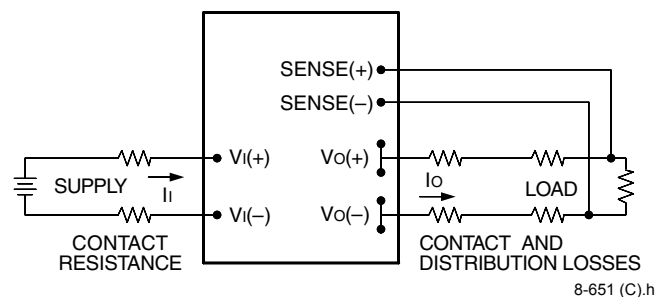 SENSE(+)
SENSE(–)
VI(+)
VO(+)
SUPPLY
II
IO
LOAD
VI(–)
VO(–)
CONTACT
RESISTANCE
CONTACT AND
DISTRIBUTION LOSSES
8-651 (C).h